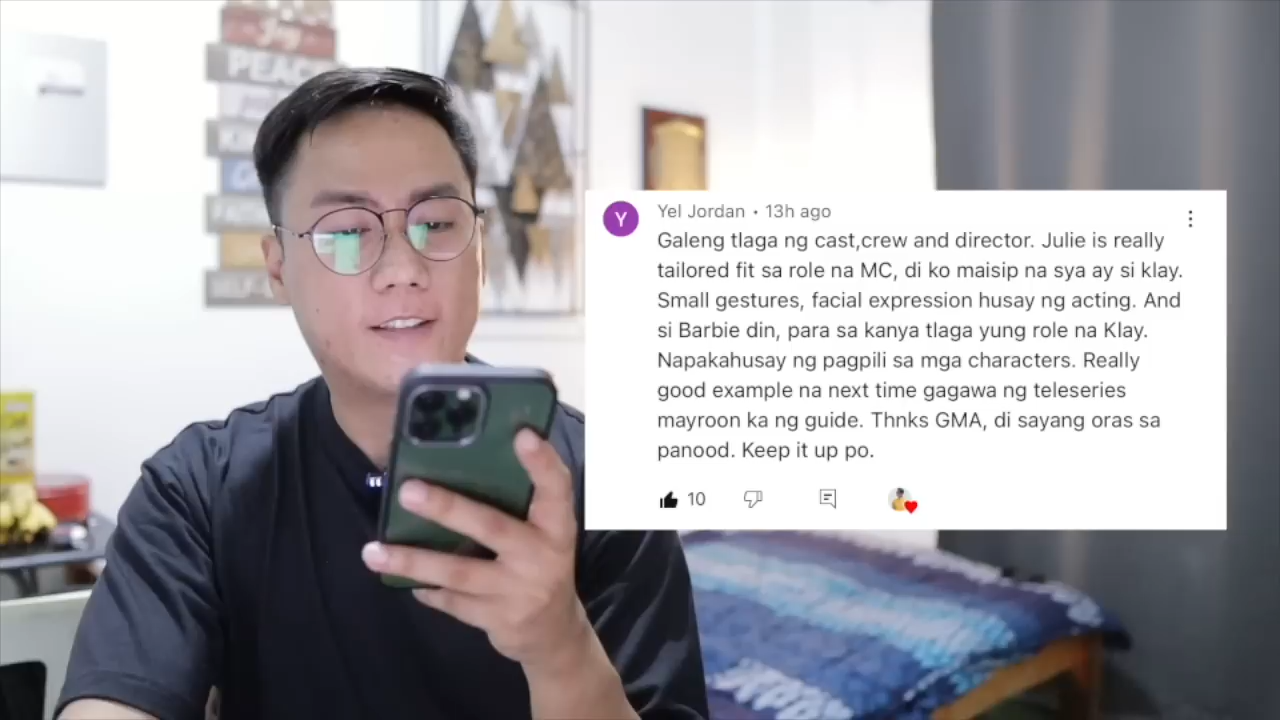 Joy
PEACE
Y
Yel Jordan • 13h ago
Galeng tlaga ng cast,crew and director. Julie is really
tailored fit sa role na MC, di ko maisip na sya ay si klay.
Small gestures, facial expression husay ng acting. And
si Barbie din, para sa kanya tlaga yung role na Klay.
Napakahusay ng pagpili sa mga characters. Really
good example na next time gagawa ng teleseries
mayroon ka ng guide. Thnks GMA, di sayang oras sa
panood. Keep it up po.
10